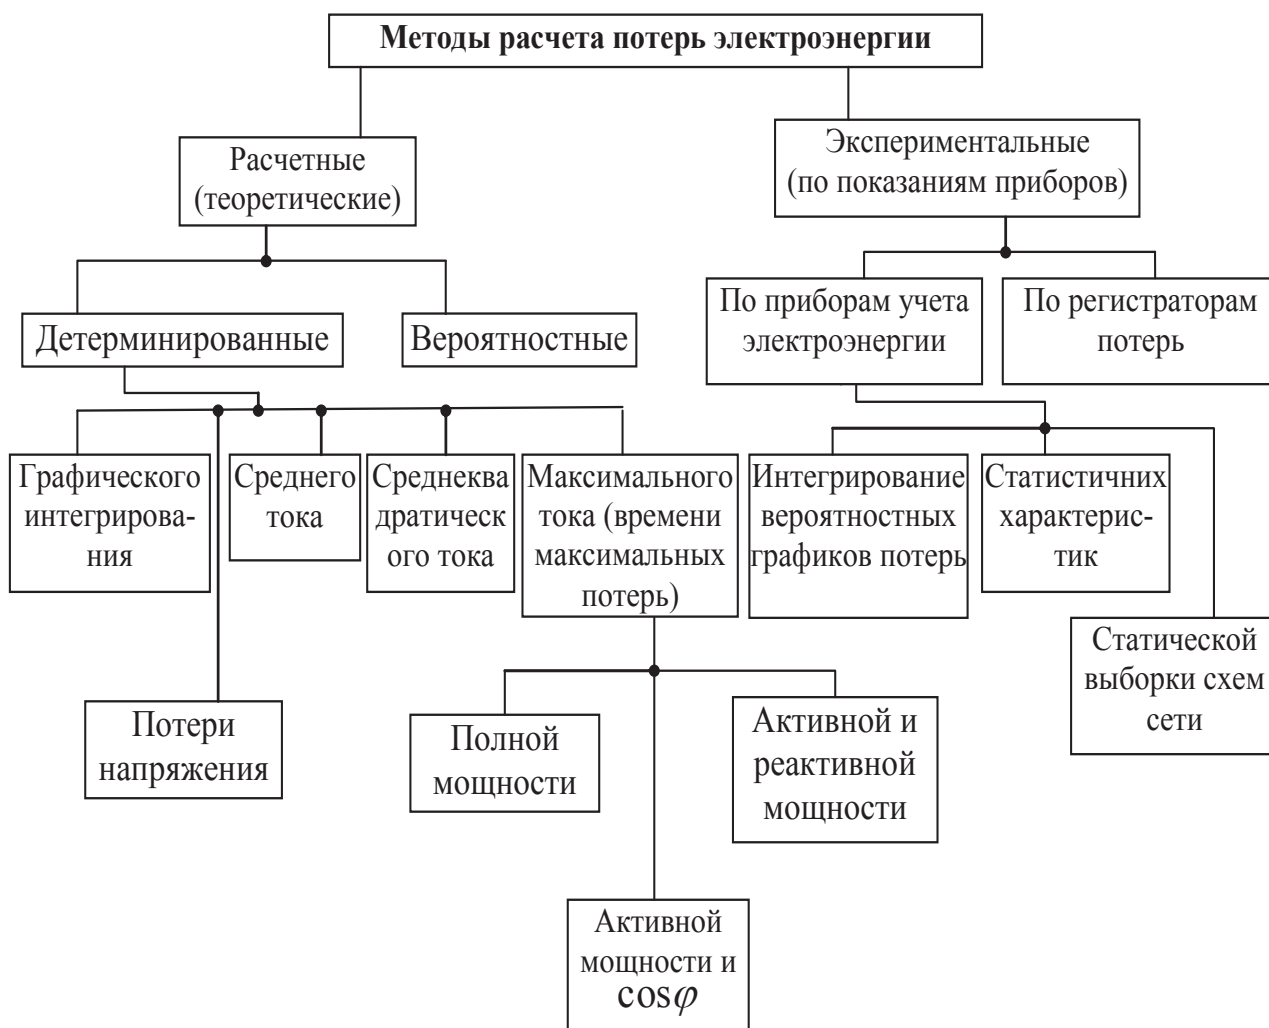 Методы расчета потерь электроэнергии
Расчетные
(теоретические)
Экспериментальные
(по показаниям приборов)
Детерминированные
Вероятностные
По приборам учета
электроэнергии
По регистраторам
потерь
Графического
интегрирова-
ния
Среднего
тока
Среднеква
дратическ
ого тока
Максимального
тока (времени
максимальных
потерь)
Интегрирование
вероятностных
графиков потерь
Статистичних
характерис-
тик
Статической
выборки схем
сети
Потери
напряжения
Полной
мощности
Активной и
реактивной
мощности
Активной
мощности и
cosφ